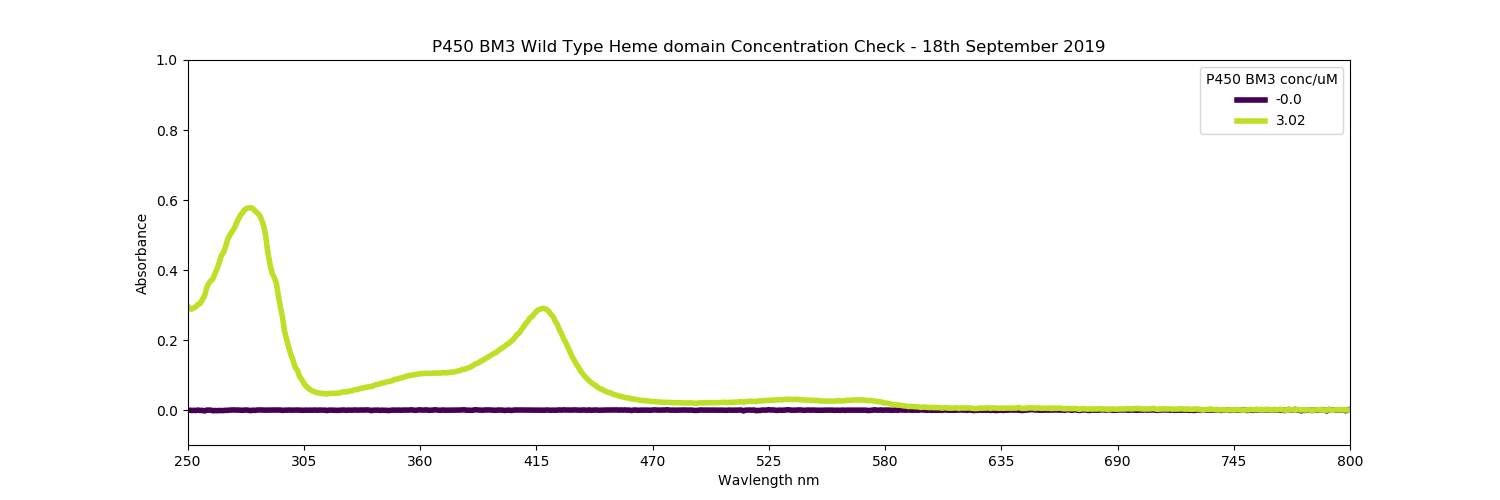 P450 BM3 Wild Type Heme domain Concentration Check - 18th September 2019
1.0
0.8
0.6
0.4
0.2
0.0
Absorbance
P450 BM3 conc/uM
-0.0
3.02
250 305 360 415 470 525 580 635 690 745 800
Wavlength nm